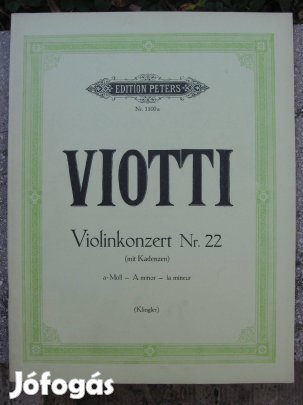 EDITION PETERS
Nr. 1100a
VIOTTI
Violinkonzert Nr. 22
(mit Kadenzen)
a-Moll – A minor – la mineur
(Klingler)
Jófogás